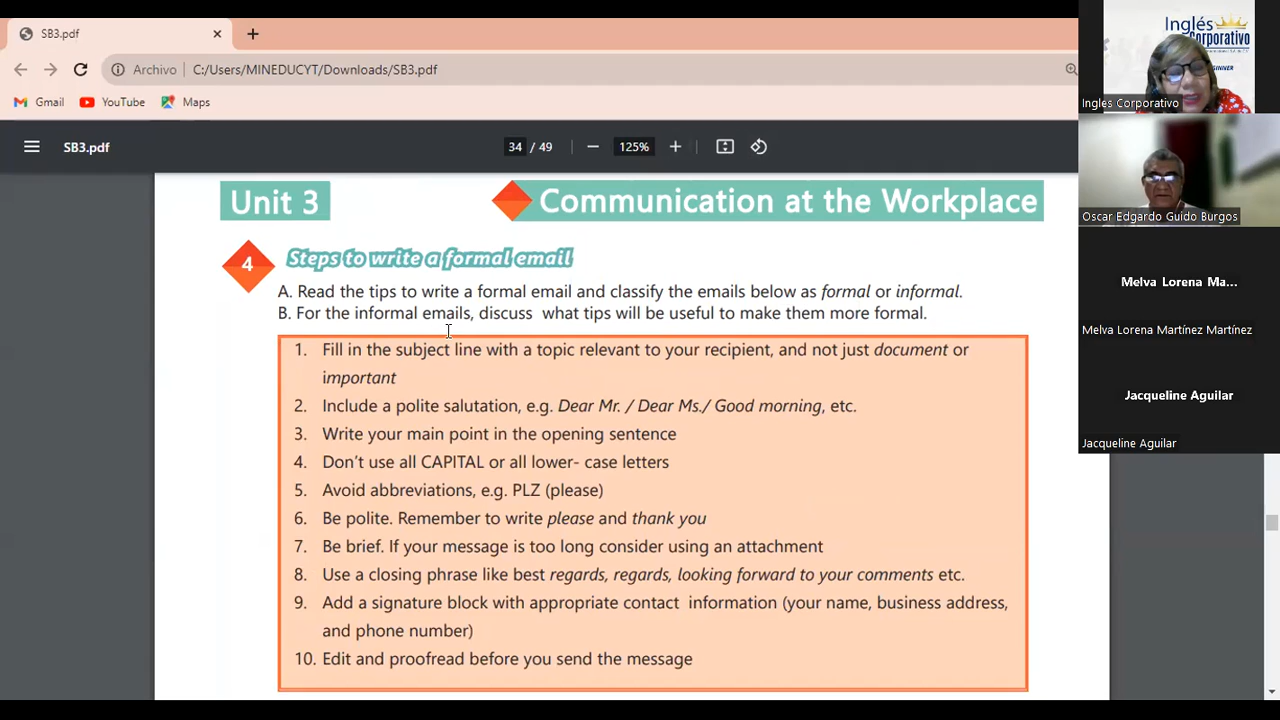 SB3.pdf
Archivo C:/Users/MINEDUCYT/Downloads/SB3.pdf
Gmail YouTube Maps
SB3.pdf 34 / 49 125%
Unit 3 Communication at the Workplace
4 Steps to write a formal email
A. Read the tips to write a formal email and classify the emails below as formal or informal.
B. For the informal emails, discuss what tips will be useful to make them more formal.
1. Fill in the subject line with a topic relevant to your recipient, and not just document or
important
2. Include a polite salutation, e.g. Dear Mr. / Dear Ms./ Good morning, etc.
3. Write your main point in the opening sentence
4. Don't use all CAPITAL or all lower- case letters
5. Avoid abbreviations, e.g. PLZ (please)
6. Be polite. Remember to write please and thank you
7. Be brief. If your message is too long consider using an attachment
8. Use a closing phrase like best regards, regards, looking forward to your comments etc.
9. Add a signature block with appropriate contact information (your name, business address,
and phone number)
10. Edit and proofread before you send the message
Inglés
Corporativo
Inglés Corporativo
Oscar Edgardo Guido Burgos
Melva Lorena Ma...
Melva Lorena Martínez Martínez
Jacqueline Aguilar
Jacqueline Aguilar